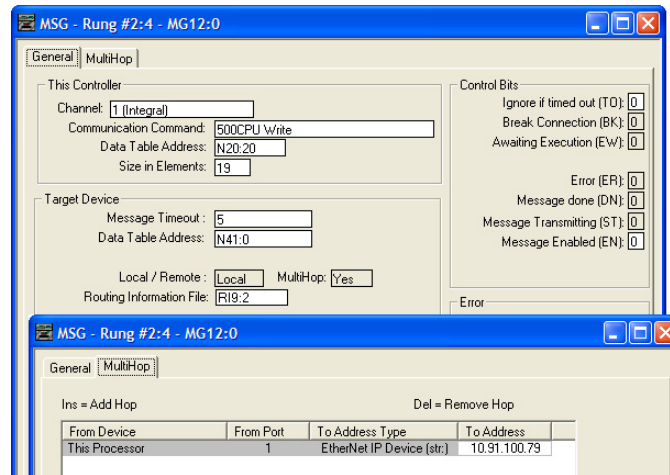 MSG - Rung #2:4 - MG12:0
General MultiHop
This Controller
Channel: 1 (Integral)
Communication Command: 500CPU Write
Data Table Address: N20:20
Size in Elements: 19
Target Device
Message Timeout : 5
Data Table Address: N41:0
Local / Remote : Local MultiHop: Yes
Routing Information File: RI9:2
Control Bits
Ignore if timed out (TO): 0
Break Connection (BK): 0
Awaiting Execution (EW): 0
Error (ER): 0
Message done (DN): 0
Message Transmitting (ST): 0
Message Enabled (EN): 0
Error
MSG - Rung #2:4 - MG12:0
General MultiHop
Ins = Add Hop Del = Remove Hop
From Device From Port To Address Type To Address
This Processor 1 EtherNet IP Device (str:) 10.91.100.79